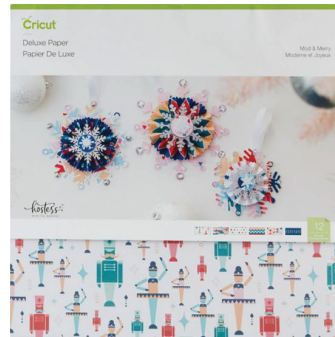 Cricut
Deluxe Paper
Papier De Luxe
Mod & Merry
Moderne et Joyeux
hostess
12